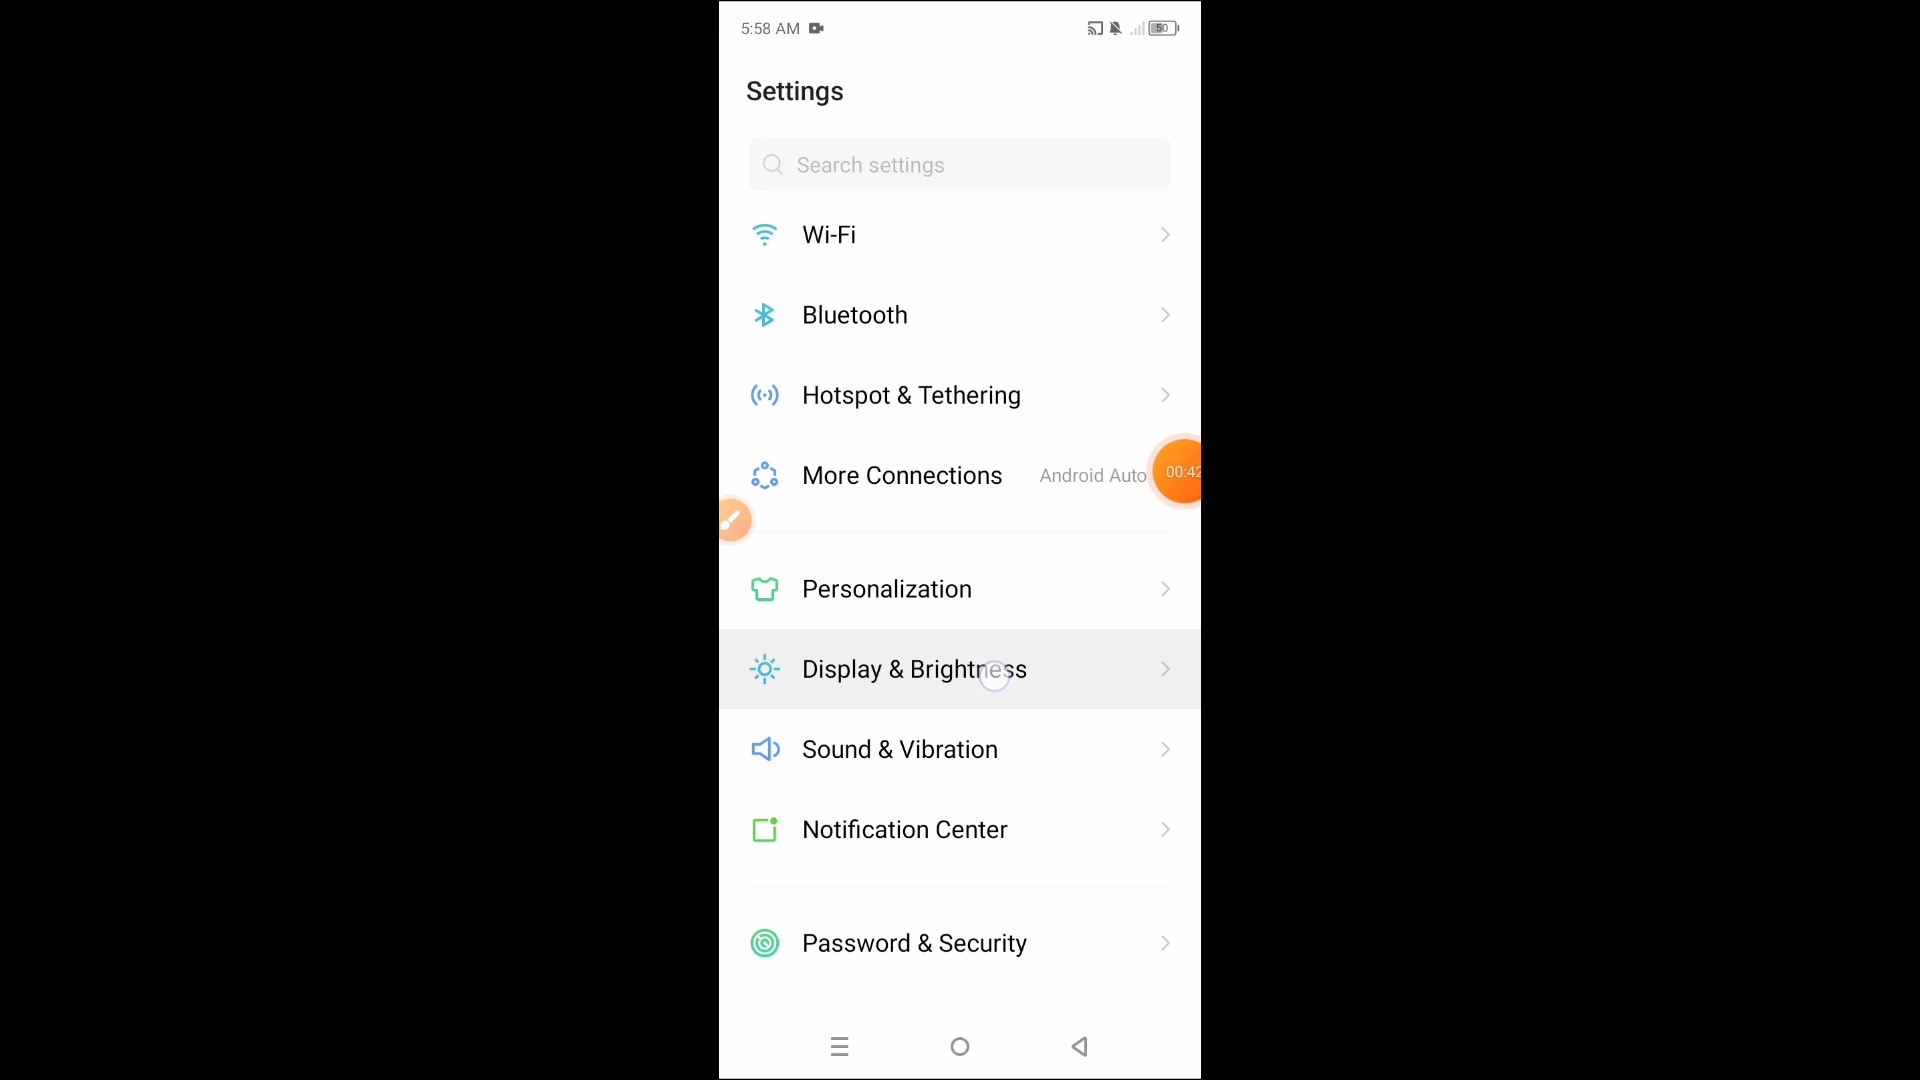 5:58 AM
50
Settings
Search settings
Wi-Fi
Bluetooth
Hotspot & Tethering
More Connections Android Auto
00:42
Personalization
Display & Brightness
Sound & Vibration
Notification Center
Password & Security